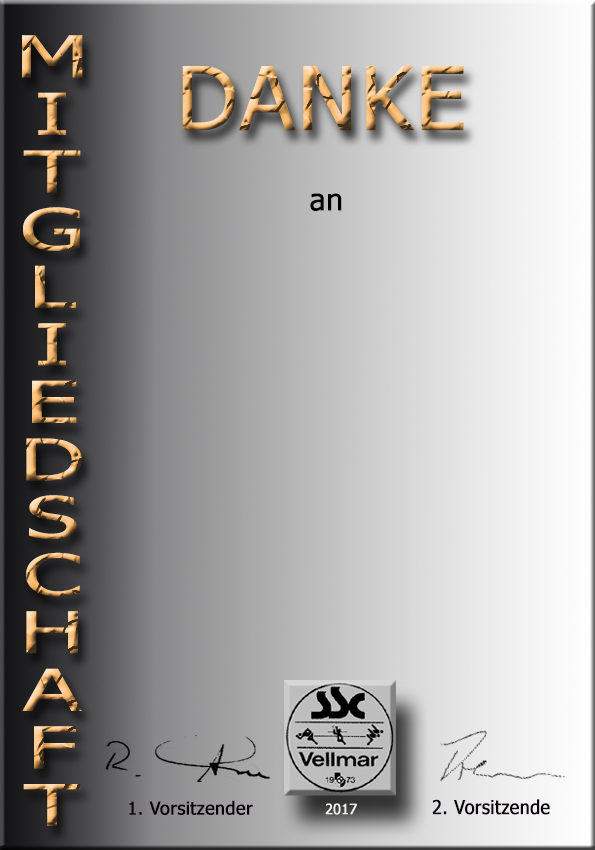 MITGLIEDSCHAFT
DANKE
an
SSC
Vellmar
1973
R.
1. Vorsitzender
2017
2. Vorsitzende